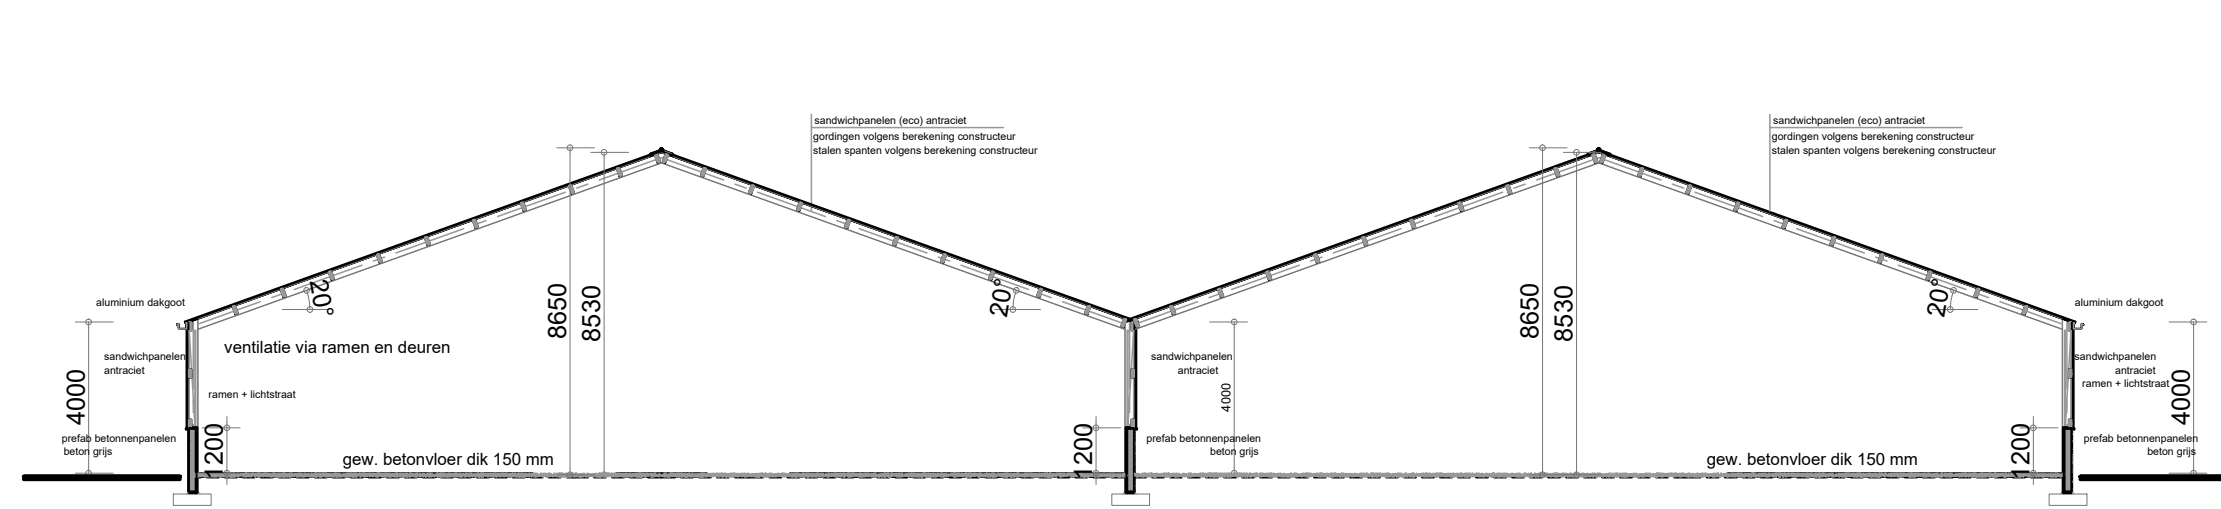 sandwichpanelen (eco) antraciet
gordingen volgens berekening constructeur
stalen spanten volgens berekening constructeur
sandwichpanelen (eco) antraciet
gordingen volgens berekening constructeur
stalen spanten volgens berekening constructeur
aluminium dakgoot
20°
8650
8530
20°
8650
8530
20°
aluminium dakgoot
ventilatie via ramen en deuren
sandwichpanelen
antraciet
sandwichpanelen
antraciet
sandwichpanelen
antraciet
ramen + lichtstraat
4000
ramen + lichtstraat
4000
4000
prefab betonnenpanelen
beton grijs
1200
gew. betonvloer dik 150 mm
1200
prefab betonnenpanelen
beton grijs
gew. betonvloer dik 150 mm
1200
prefab betonnenpanelen
beton grijs